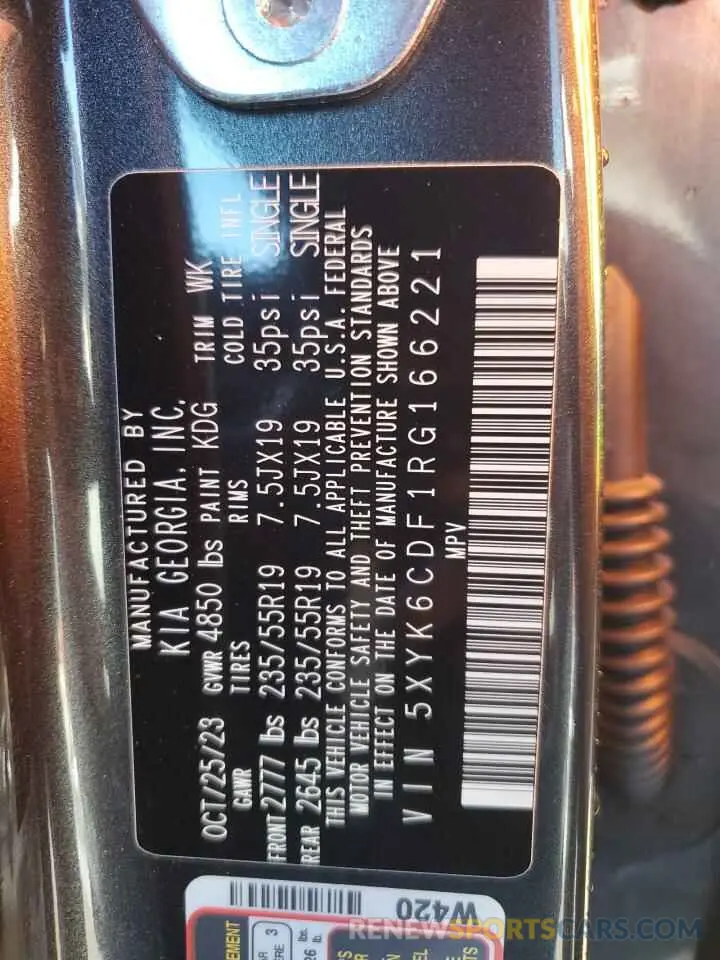 MANUFACTURED BY
KIA GEORGIA, INC.
OCT/25/23 GVWR 4850 lbs PAINT KDG TRIM WK
GAWR TIRES RIMS COLD TIRE INFL
FRONT 2777 lbs 235/55R19 7.5JX19 35psi SINGLE
REAR 2645 lbs 235/55R19 7.5JX19 35psi SINGLE
THIS VEHICLE CONFORMS TO ALL APPLICABLE U.S.A. FEDERAL
MOTOR VEHICLE SAFETY AND THEFT PREVENTION STANDARDS
IN EFFECT ON THE DATE OF MANUFACTURE SHOWN ABOVE
VIN 5XYK6CDF1RG166221
MPV
W420
RENEWSPORTSCARS.COM